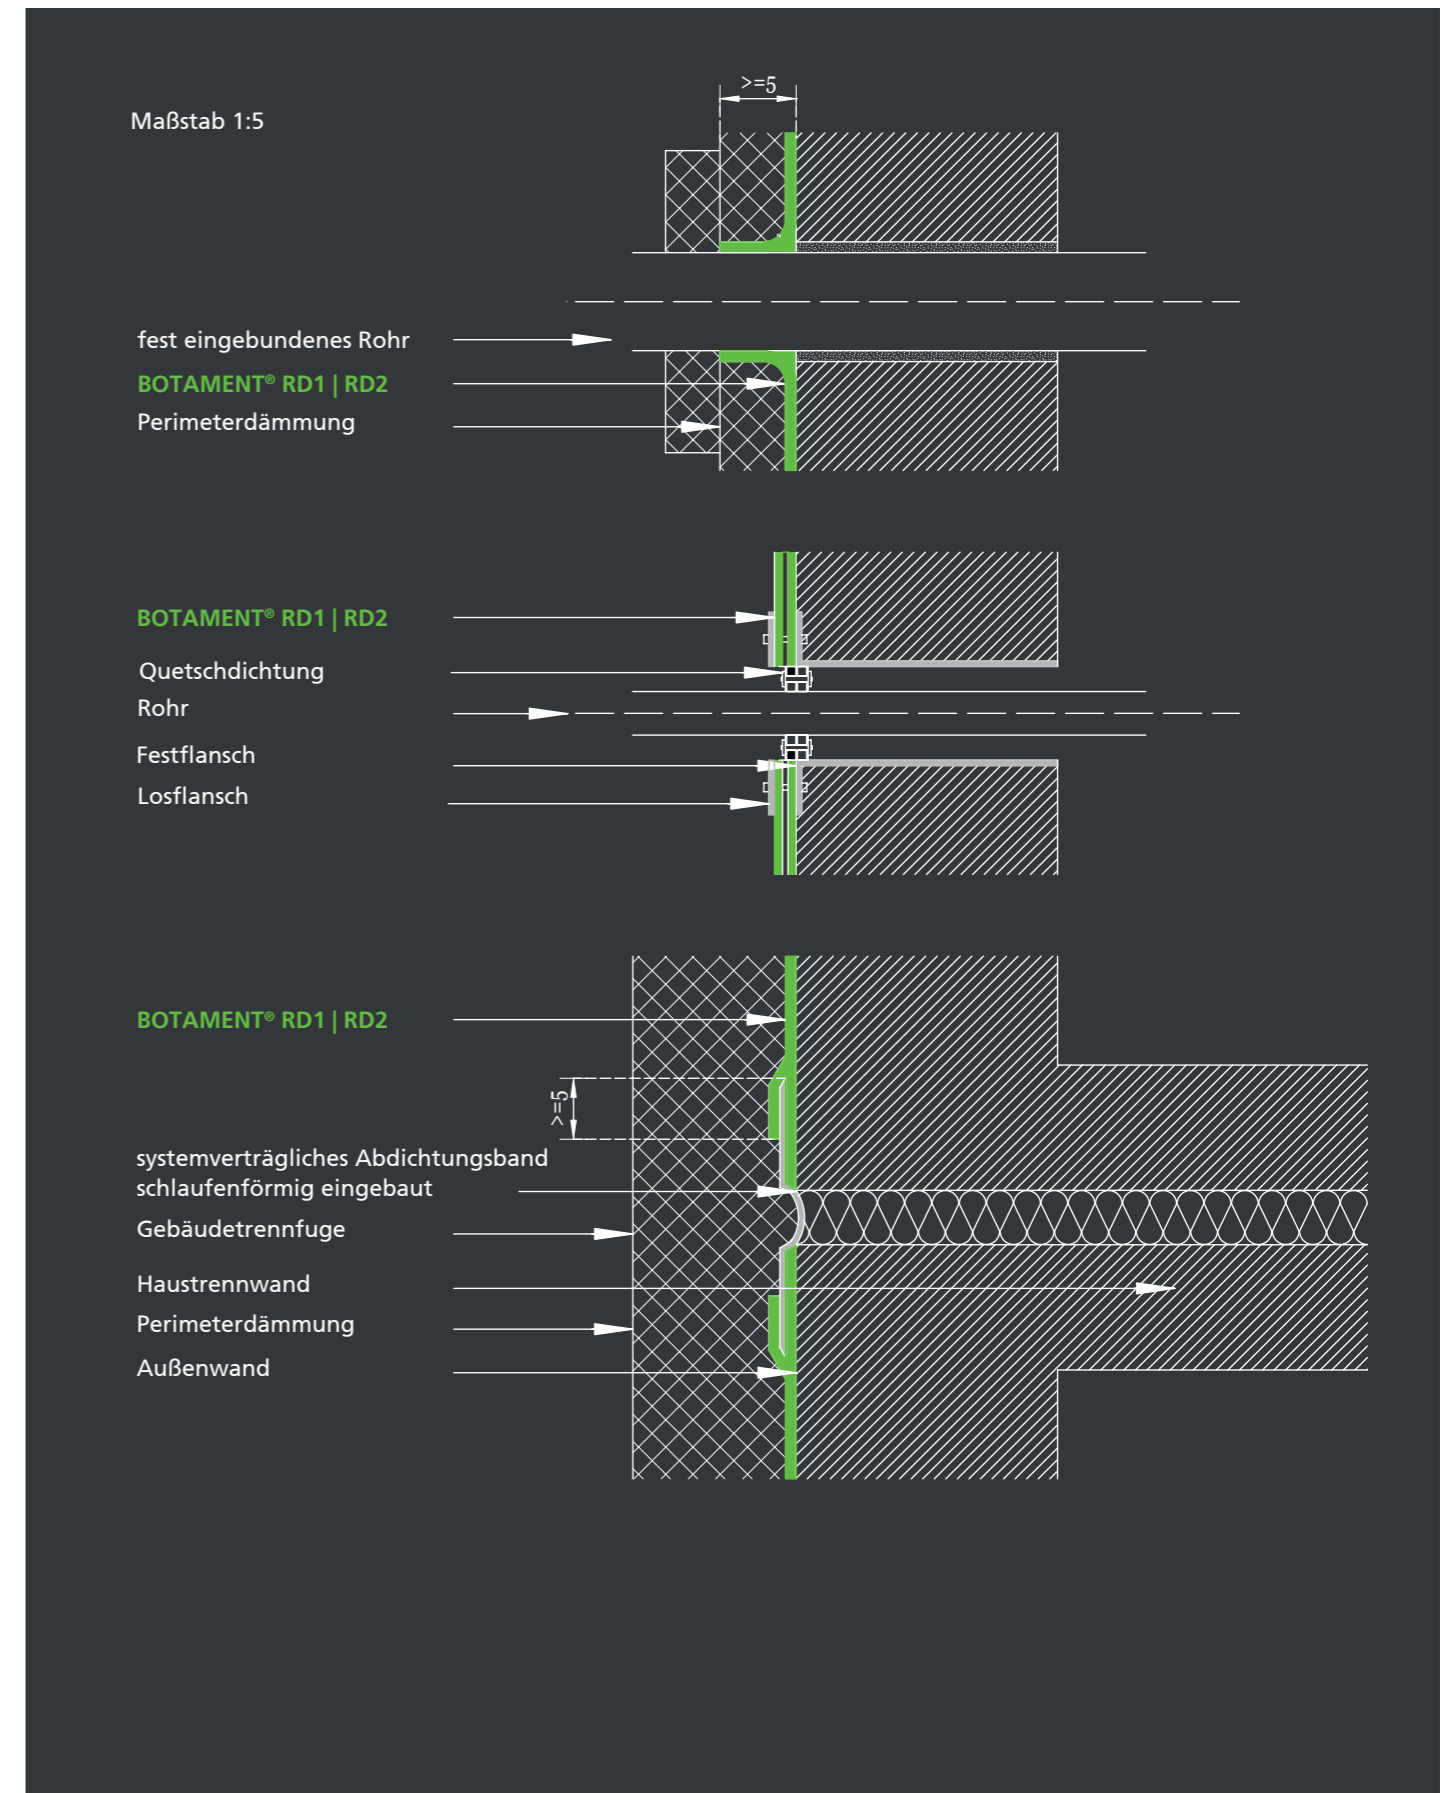 >=5
Maßstab 1:5
fest eingebundenes Rohr
BOTAMENT® RD1 | RD2
Perimeterdämmung
BOTAMENT® RD1 | RD2
Quetschdichtung
Rohr
Festflansch
Losflansch
BOTAMENT® RD1 | RD2
>=5
systemverträgliches Abdichtungsband
schlaufenförmig eingebaut
Gebäudetrennfuge
Haustrennwand
Perimeterdämmung
Außenwand